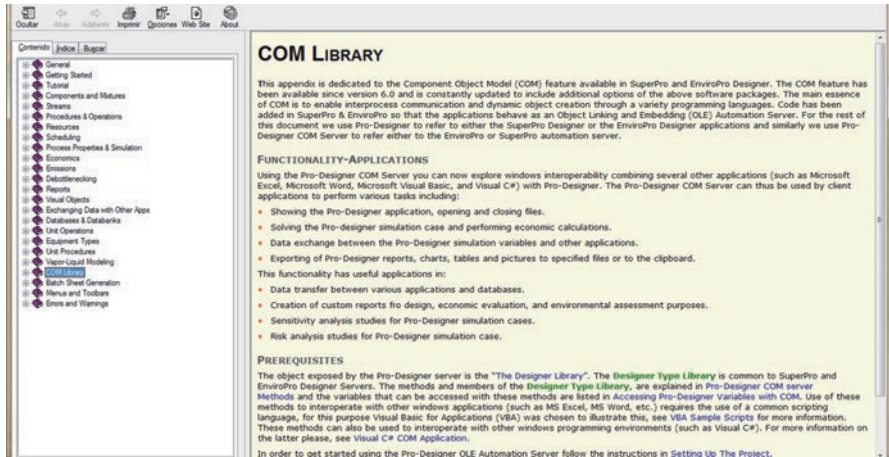 Ocultar Atrás Adelante Imprimir Opciones Web Site About
Contenido Índice Buscar
General
Getting Started
Tutorial
Components and Mixtures
Streams
Procedures & Operations
Resources
Scheduling
Process Properties & Simulation
Economics
Emissions
Debottlenecking
Reports
Visual Objects
Exchanging Data with Other Apps
Databases & Databanks
Unit Operations
Equipment Types
Unit Procedures
Vapor-Liquid Modeling
COM Library
Batch Sheet Generation
Menus and Toolbars
Errors and Warnings
COM LIBRARY
This appendix is dedicated to the Component Object Model (COM) feature available in SuperPro and EnviroPro Designer. The COM feature has
been available since version 6.0 and is constantly updated to include additional options of the above software packages. The main essence
of COM is to enable interprocess communication and dynamic object creation through a variety programming languages. Code has been
added in SuperPro & EnviroPro so that the applications behave as an Object Linking and Embedding (OLE) Automation Server. For the rest of
this document we use Pro-Designer to refer to either the SuperPro Designer or the EnviroPro Designer applications and similarly we use Pro-
Designer COM Server to refer either to the EnviroPro or SuperPro automation server.
FUNCTIONALITY-APPLICATIONS
Using the Pro-Designer COM Server you can now explore windows interoperability combining several other applications (such as Microsoft
Excel, Microsoft Word, Microsoft Visual Basic, and Visual C#) with Pro-Designer. The Pro-Designer COM Server can thus be used by client
applications to perform various tasks including:
• Showing the Pro-Designer application, opening and closing files.
• Solving the Pro-designer simulation case and performing economic calculations.
• Data exchange between the Pro-Designer simulation variables and other applications.
• Exporting of Pro-Designer reports, charts, tables and pictures to specified files or to the clipboard.
This functionality has useful applications in:
• Data transfer between various applications and databases.
• Creation of custom reports fro design, economic evaluation, and environmental assessment purposes.
• Sensitivity analysis studies for Pro-Designer simulation cases.
• Risk analysis studies for Pro-Designer simulation case.
PREREQUISITES
The object exposed by the Pro-Designer server is the "The Designer Library". The Designer Type Library is common to SuperPro and
EnviroPro Designer Servers. The methods and members of the Designer Type Library, are explained in Pro-Designer COM server
Methods and the variables that can be accessed with these methods are listed in Accessing Pro-Designer Variables with COM. Use of these
methods to interoperate with other windows applications (such as MS Excel, MS Word, etc.) requires the use of a common scripting
language, for this purpose Visual Basic for Applications (VBA) was chosen to illustrate this, see VBA Sample Scripts for more information.
These methods can also be used to interoperate with other windows programming environments (such as Visual C#). For more information on
the latter please, see Visual C# COM Application.
In order to get started using the Pro-Designer OLE Automation Server follow the instructions in Setting Up The Project.